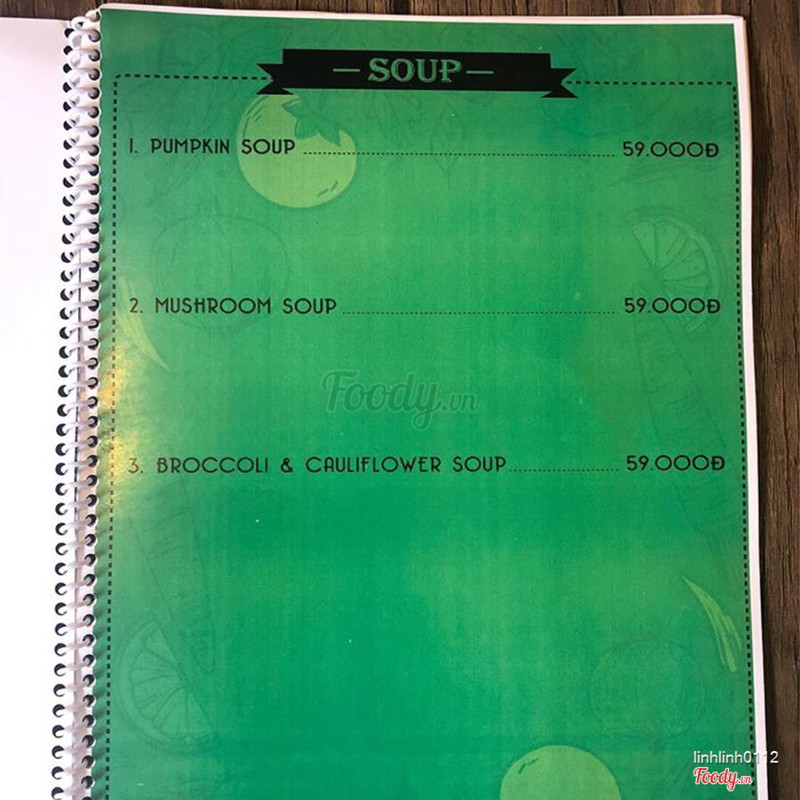 — SOUP —
1. PUMPKIN SOUP ........ 59.000Đ
2. MUSHROOM SOUP ........ 59.000Đ
Foody.vn
3. BROCCOLI & CAULIFLOWER SOUP ........ 59.000Đ
linhlinh0112
Foody.vn